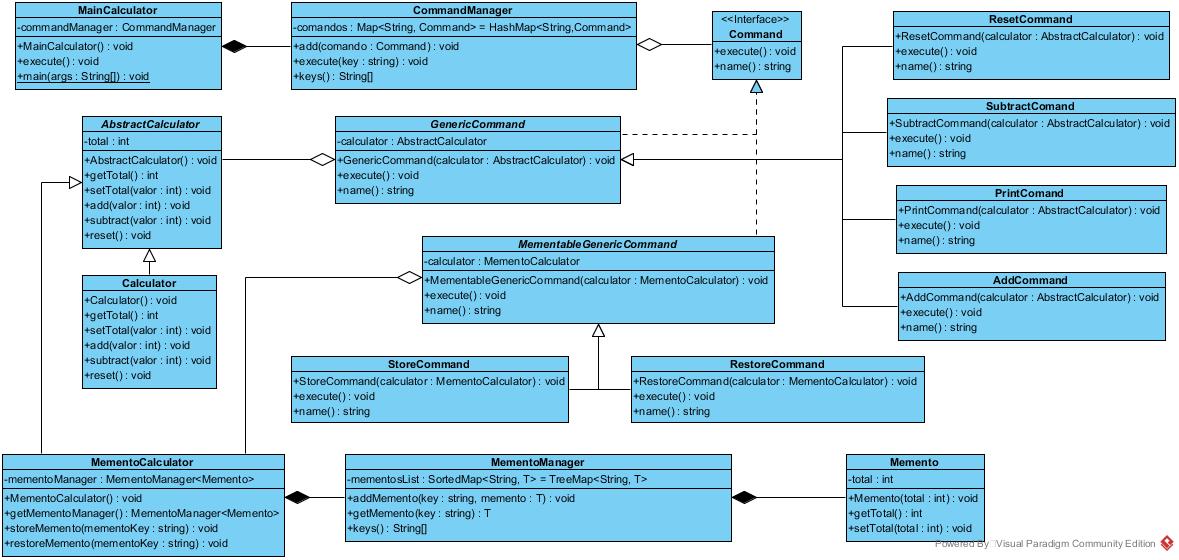 MainCalculator
-commandManager : CommandManager
+MainCalculator() : void
+execute() : void
+main(args : String[]) : void
CommandManager
-comandos : Map<String, Command> = HashMap<String,Command>
+add(comando : Command) : void
+execute(key : string) : void
+keys() : String[]
<<Interface>>
Command
+execute() : void
+name() : string
ResetCommand
+ResetCommand(calculator : AbstractCalculator) : void
+execute() : void
+name() : string
SubtractComand
+SubtractCommand(calculator : AbstractCalculator) : void
+execute() : void
+name() : string
AbstractCalculator
-total : int
+AbstractCalculator() : void
+getTotal() : int
+setTotal(valor : int) : void
+add(valor : int) : void
+subtract(valor : int) : void
+reset() : void
GenericCommand
-calculator : AbstractCalculator
+GenericCommand(calculator : AbstractCalculator) : void
+execute() : void
+name() : string
PrintComand
+PrintCommand(calculator : AbstractCalculator) : void
+execute() : void
+name() : string
MementableGenericCommand
-calculator : MementoCalculator
+MementableGenericCommand(calculator : MementoCalculator) : void
+execute() : void
+name() : string
AddCommand
+AddCommand(calculator : AbstractCalculator) : void
+execute() : void
+name() : string
Calculator
+Calculator() : void
+getTotal() : int
+setTotal(valor : int) : void
+add(valor : int) : void
+subtract(valor : int) : void
+reset() : void
StoreCommand
+StoreCommand(calculator : MementoCalculator) : void
+execute() : void
+name() : string
RestoreCommand
+RestoreCommand(calculator : MementoCalculator) : void
+execute() : void
+name() : string
MementoCalculator
-mementoManager : MementoManager<Memento>
+MementoCalculator() : void
+getMementoManager() : MementoManager<Memento>
+storeMemento(mementoKey : string) : void
+restoreMemento(mementoKey : string) : void
MementoManager
-mementosList : SortedMap<String, T> = TreeMap<String, T>
+addMemento(key : string, memento : T) : void
+getMemento(key : string) : T
+keys() : String[]
Memento
-total : int
+Memento(total : int) : void
+getTotal() : int
+setTotal(total : int) : void
Powered By Visual Paradigm Community Edition